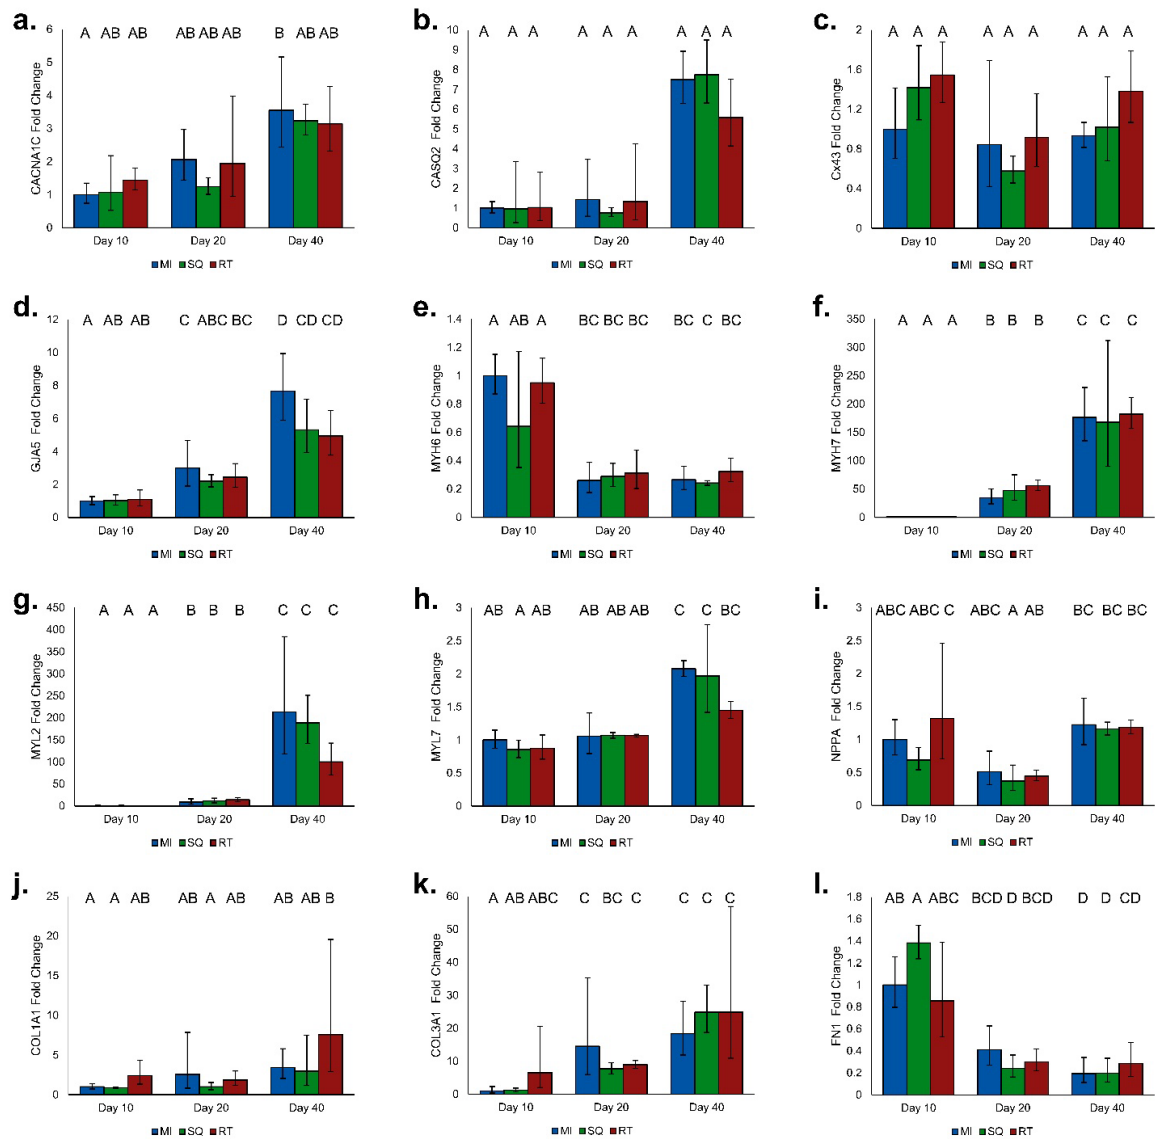 a.
CACNA1C Fold Change
6
5
4
3
2
1
0
A AB AB AB AB AB B AB AB
Day 10 Day 20 Day 40
MI SQ RT
b.
CASQ2 Fold Change
10
9
8
7
6
5
4
3
2
1
0
A A A A A A A A A
Day 10 Day 20 Day 40
MI SQ RT
c.
Cx43 Fold Change
2
1.6
1.2
0.8
0.4
0
A A A A A A A A A
Day 10 Day 20 Day 40
MI SQ RT
d.
GJA5 Fold Change
12
10
8
6
4
2
0
A AB AB C ABC BC D CD CD
Day 10 Day 20 Day 40
MI SQ RT
e.
MYH6 Fold Change
1.4
1.2
1
0.8
0.6
0.4
0.2
0
A AB A BC BC BC BC C BC
Day 10 Day 20 Day 40
MI SQ RT
f.
MYH7 Fold Change
350
300
250
200
150
100
50
0
A A A B B B C C C
Day 10 Day 20 Day 40
MI SQ RT
g.
MYL2 Fold Change
450
400
350
300
250
200
150
100
50
0
A A A B B B C C C
Day 10 Day 20 Day 40
MI SQ RT
h.
MYL7 Fold Change
3
2.5
2
1.5
1
0.5
0
AB A AB AB AB AB C C BC
Day 10 Day 20 Day 40
MI SQ RT
i.
NPPA Fold Change
3
2.5
2
1.5
1
0.5
0
ABC ABC C ABC A AB BC BC BC
Day 10 Day 20 Day 40
MI SQ RT
j.
COL1A1 Fold Change
25
20
15
10
5
0
A A AB AB A AB AB AB B
Day 10 Day 20 Day 40
MI SQ RT
k.
COL3A1 Fold Change
60
50
40
30
20
10
0
A AB ABC C BC C C C C
Day 10 Day 20 Day 40
MI SQ RT
l.
FN1 Fold Change
1.8
1.6
1.4
1.2
1
0.8
0.6
0.4
0.2
0
AB A ABC BCD D BCD D D CD
Day 10 Day 20 Day 40
MI SQ RT